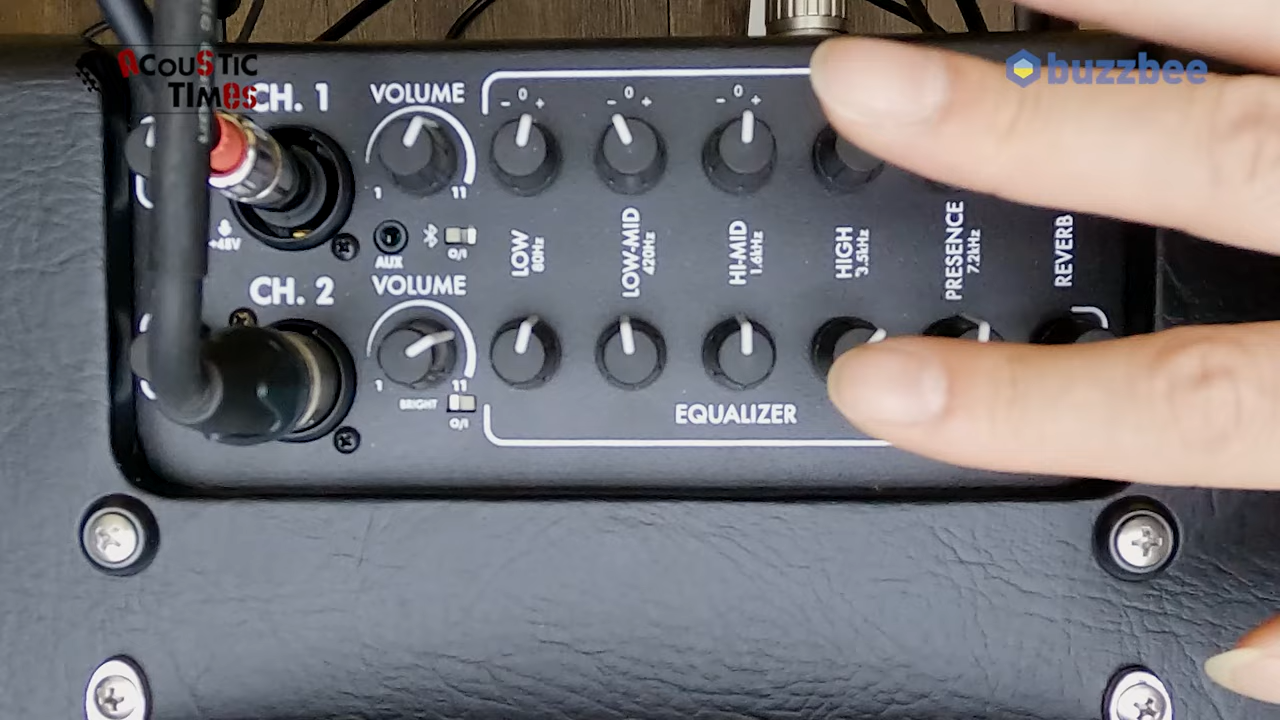 ACOUSTIC
TIMES
buzzbee
CH. 1
VOLUME
- 0 +
- 0 +
- 0 +
1 11
+48V
AUX
O/I
LOW
80Hz
LOW-MID
420Hz
HI-MID
1.6kHz
HIGH
3.5kHz
PRESENCE
7.2kHz
REVERB
CH. 2
VOLUME
1 11
BRIGHT
O/I
EQUALIZER